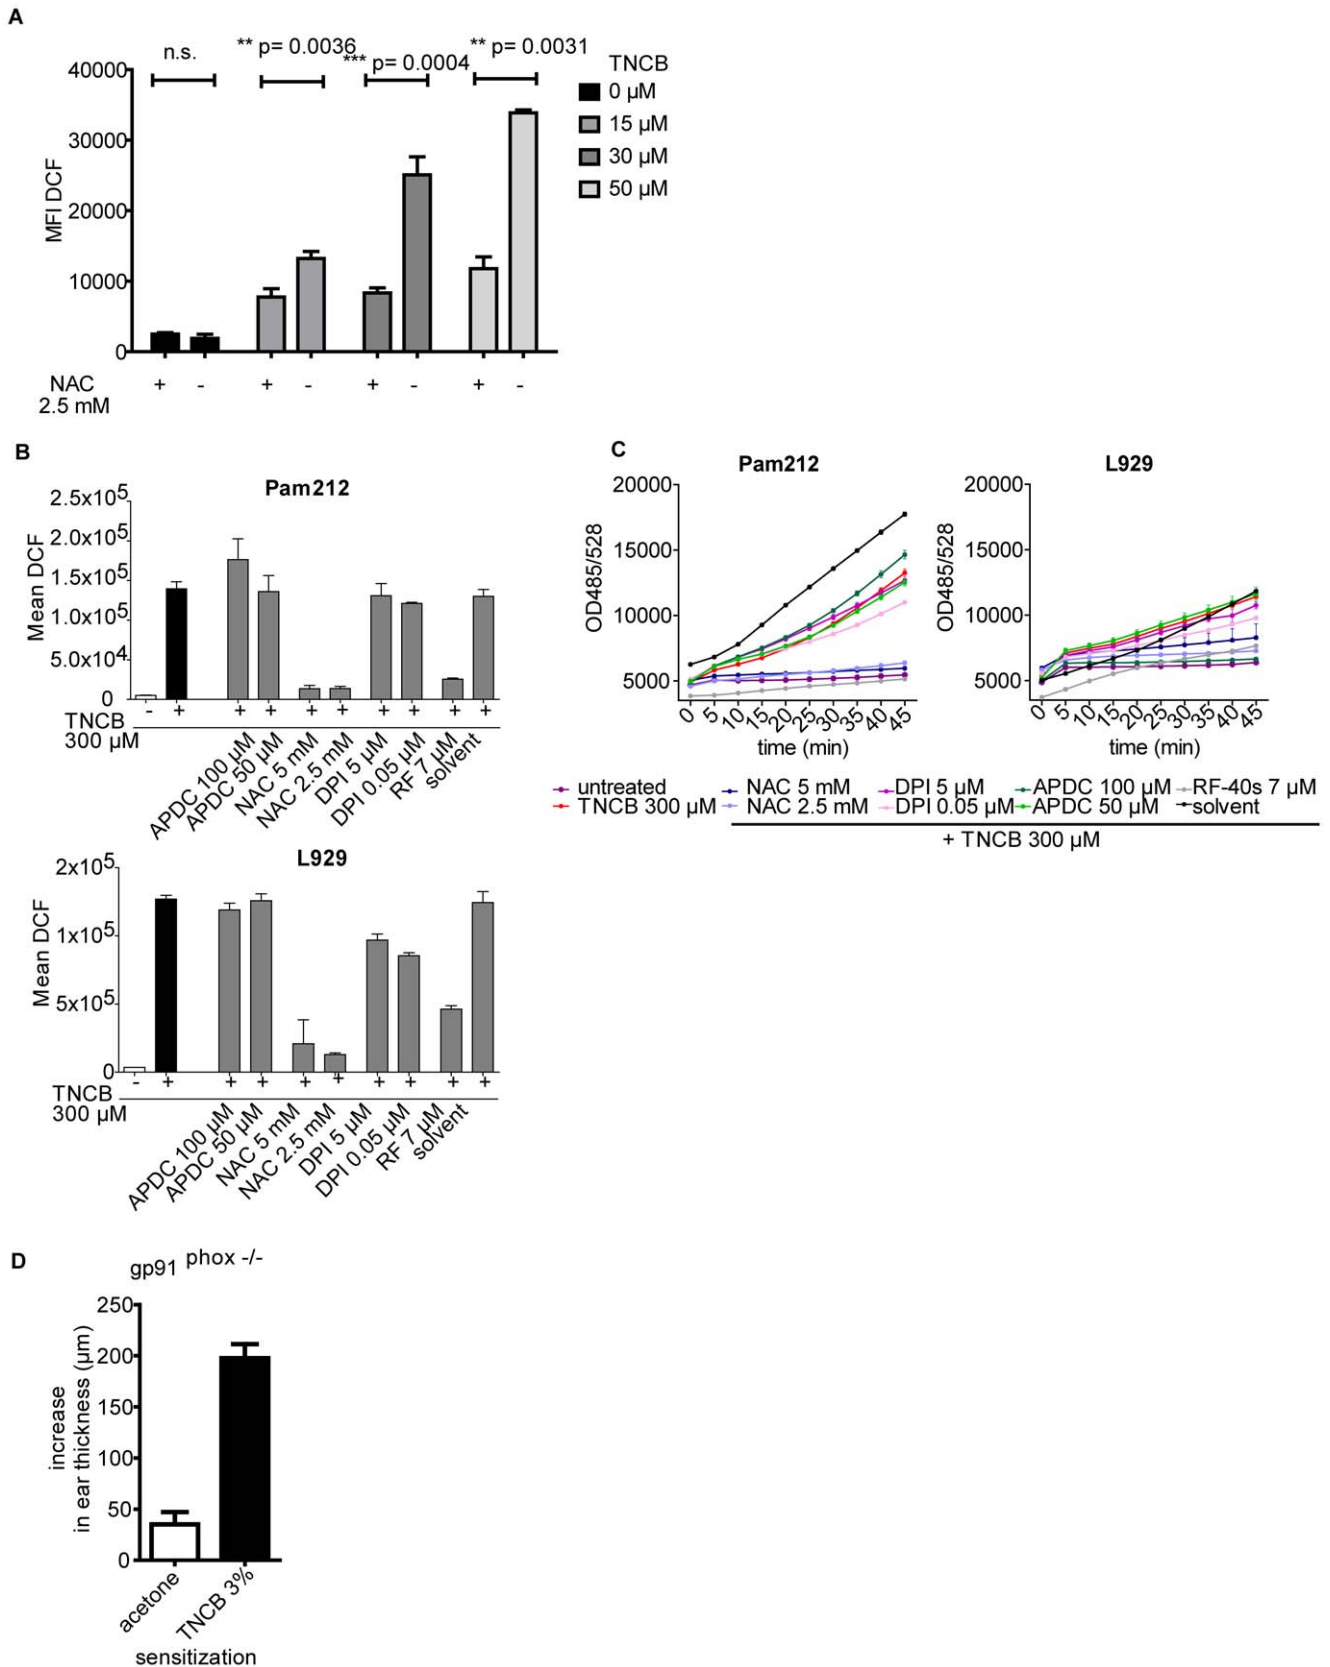 A
n.s.
** p= 0.0036
*** p= 0.0004
** p= 0.0031
TNCB
0 µM
15 µM
30 µM
50 µM
MFI DCF
40000
30000
20000
10000
0
NAC + - + - + - + -
2.5 mM
B
Pam212
Mean DCF
2.5x10⁵
2.0x10⁵
1.5x10⁵
1.0x10⁵
5.0x10⁴
0
- + + + + + + + + +
TNCB
300 µM
APDC 100 µM
APDC 50 µM
NAC 5 mM
NAC 2.5 mM
DPI 5 µM
DPI 0.05 µM
RF 7 µM
solvent
L929
Mean DCF
2x10⁵
1x10⁵
5x10⁵
0
- + + + + + + + + +
TNCB
300 µM
APDC 100 µM
APDC 50 µM
NAC 5 mM
NAC 2.5 mM
DPI 5 µM
DPI 0.05 µM
RF 7 µM
solvent
C
Pam212
OD485/528
20000
15000
10000
5000
0 5 10 15 20 25 30 35 40 45
time (min)
L929
OD485/528
20000
15000
10000
5000
0 5 10 15 20 25 30 35 40 45
time (min)
untreated NAC 5 mM DPI 5 µM APDC 100 µM RF-40s 7 µM
TNCB 300 µM NAC 2.5 mM DPI 0.05 µM APDC 50 µM solvent
+ TNCB 300 µM
D
gp91 phox -/-
increase
in ear thickness (µm)
250
200
150
100
50
0
acetone
TNCB 3%
sensitization